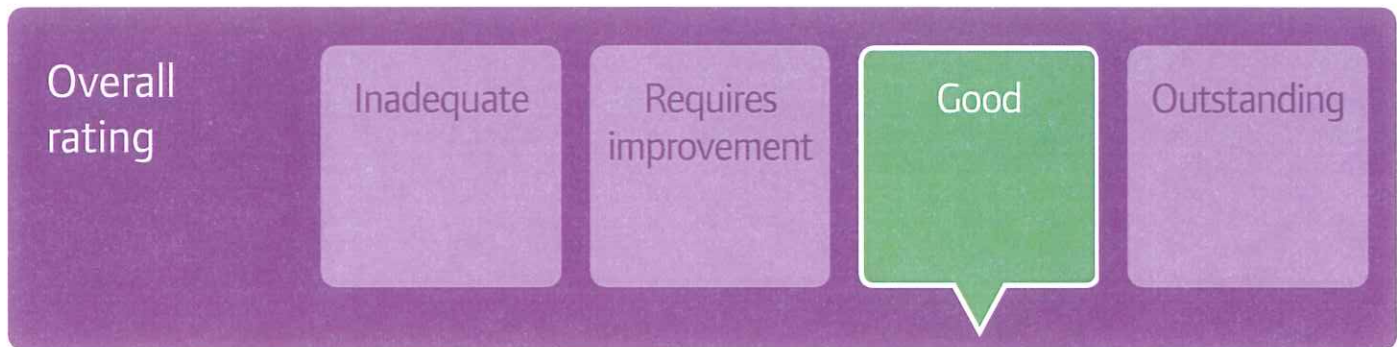 Overall
rating
Inadequate
Requires
improvement
Good
Outstanding